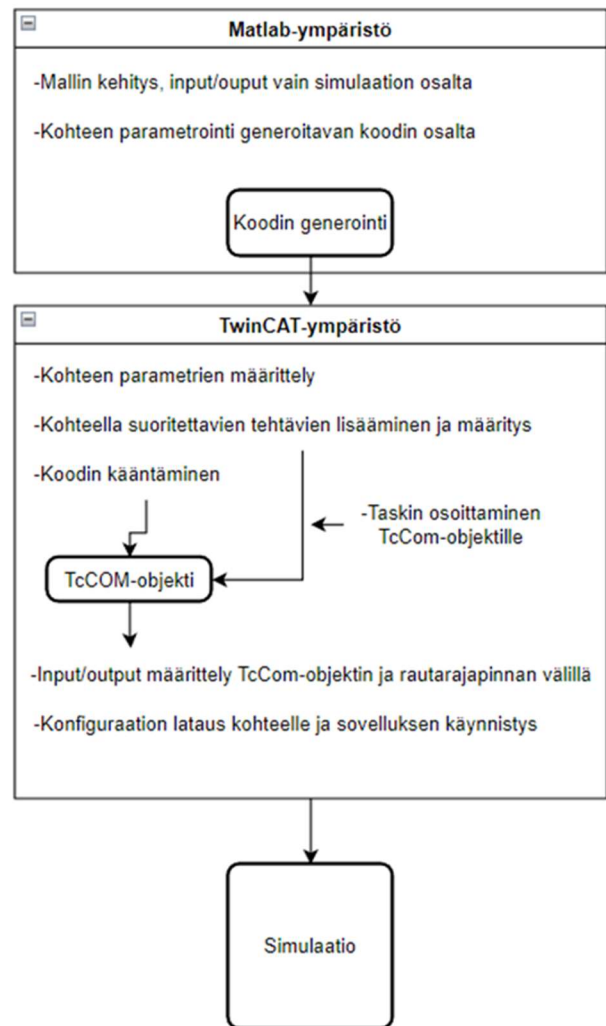 Matlab-ympäristö
-Mallin kehitys, input/ouput vain simulaation osalta
-Kohteen parametrointi generoitavan koodin osalta
Koodin generointi
TwinCAT-ympäristö
-Kohteen parametrien määrittely
-Kohteella suoritettavien tehtävien lisääminen ja määritys
-Koodin kääntäminen
-Taskin osoittaminen
TcCom-objektille
TcCOM-objekti
-Input/output määrittely TcCom-objektin ja rautarajapinnan välillä
-Konfiguraation lataus kohteelle ja sovelluksen käynnistys
Simulaatio